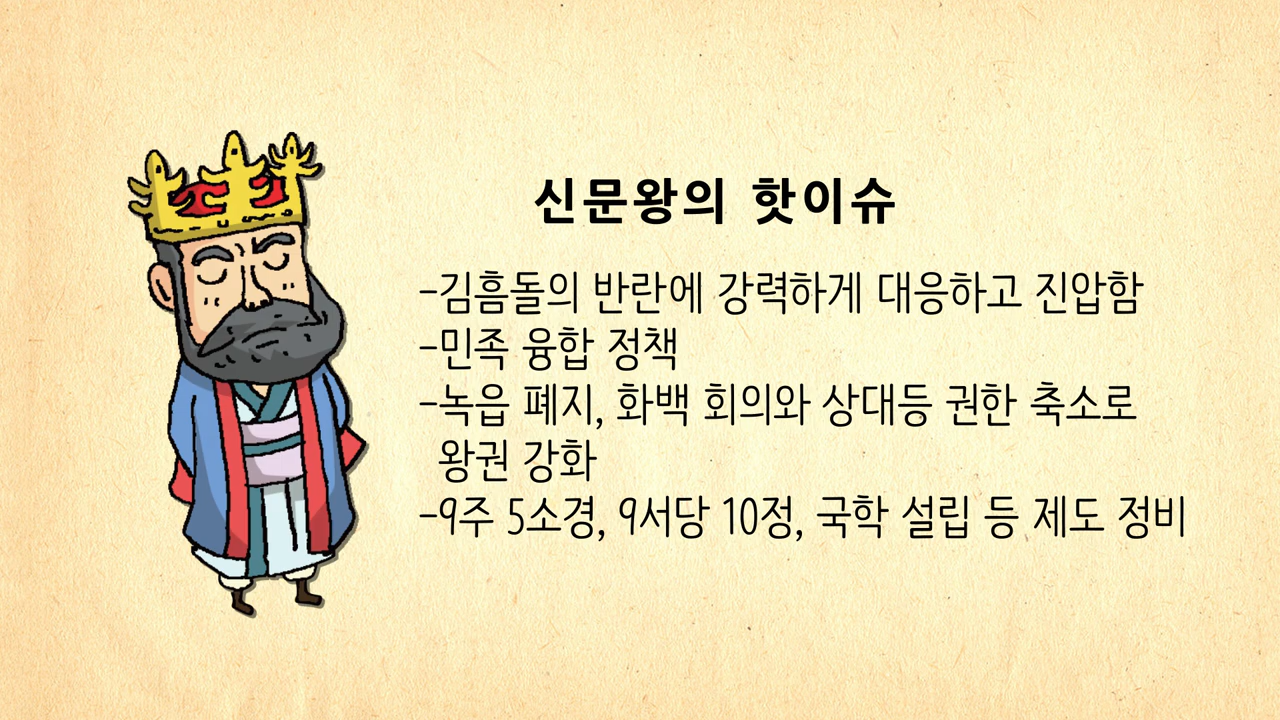 신문왕의 핫이슈
-김흠돌의 반란에 강력하게 대응하고 진압함
-민족 융합 정책
-녹읍 폐지, 화백 회의와 상대등 권한 축소로
왕권 강화
-9주 5소경, 9서당 10정, 국학 설립 등 제도 정비